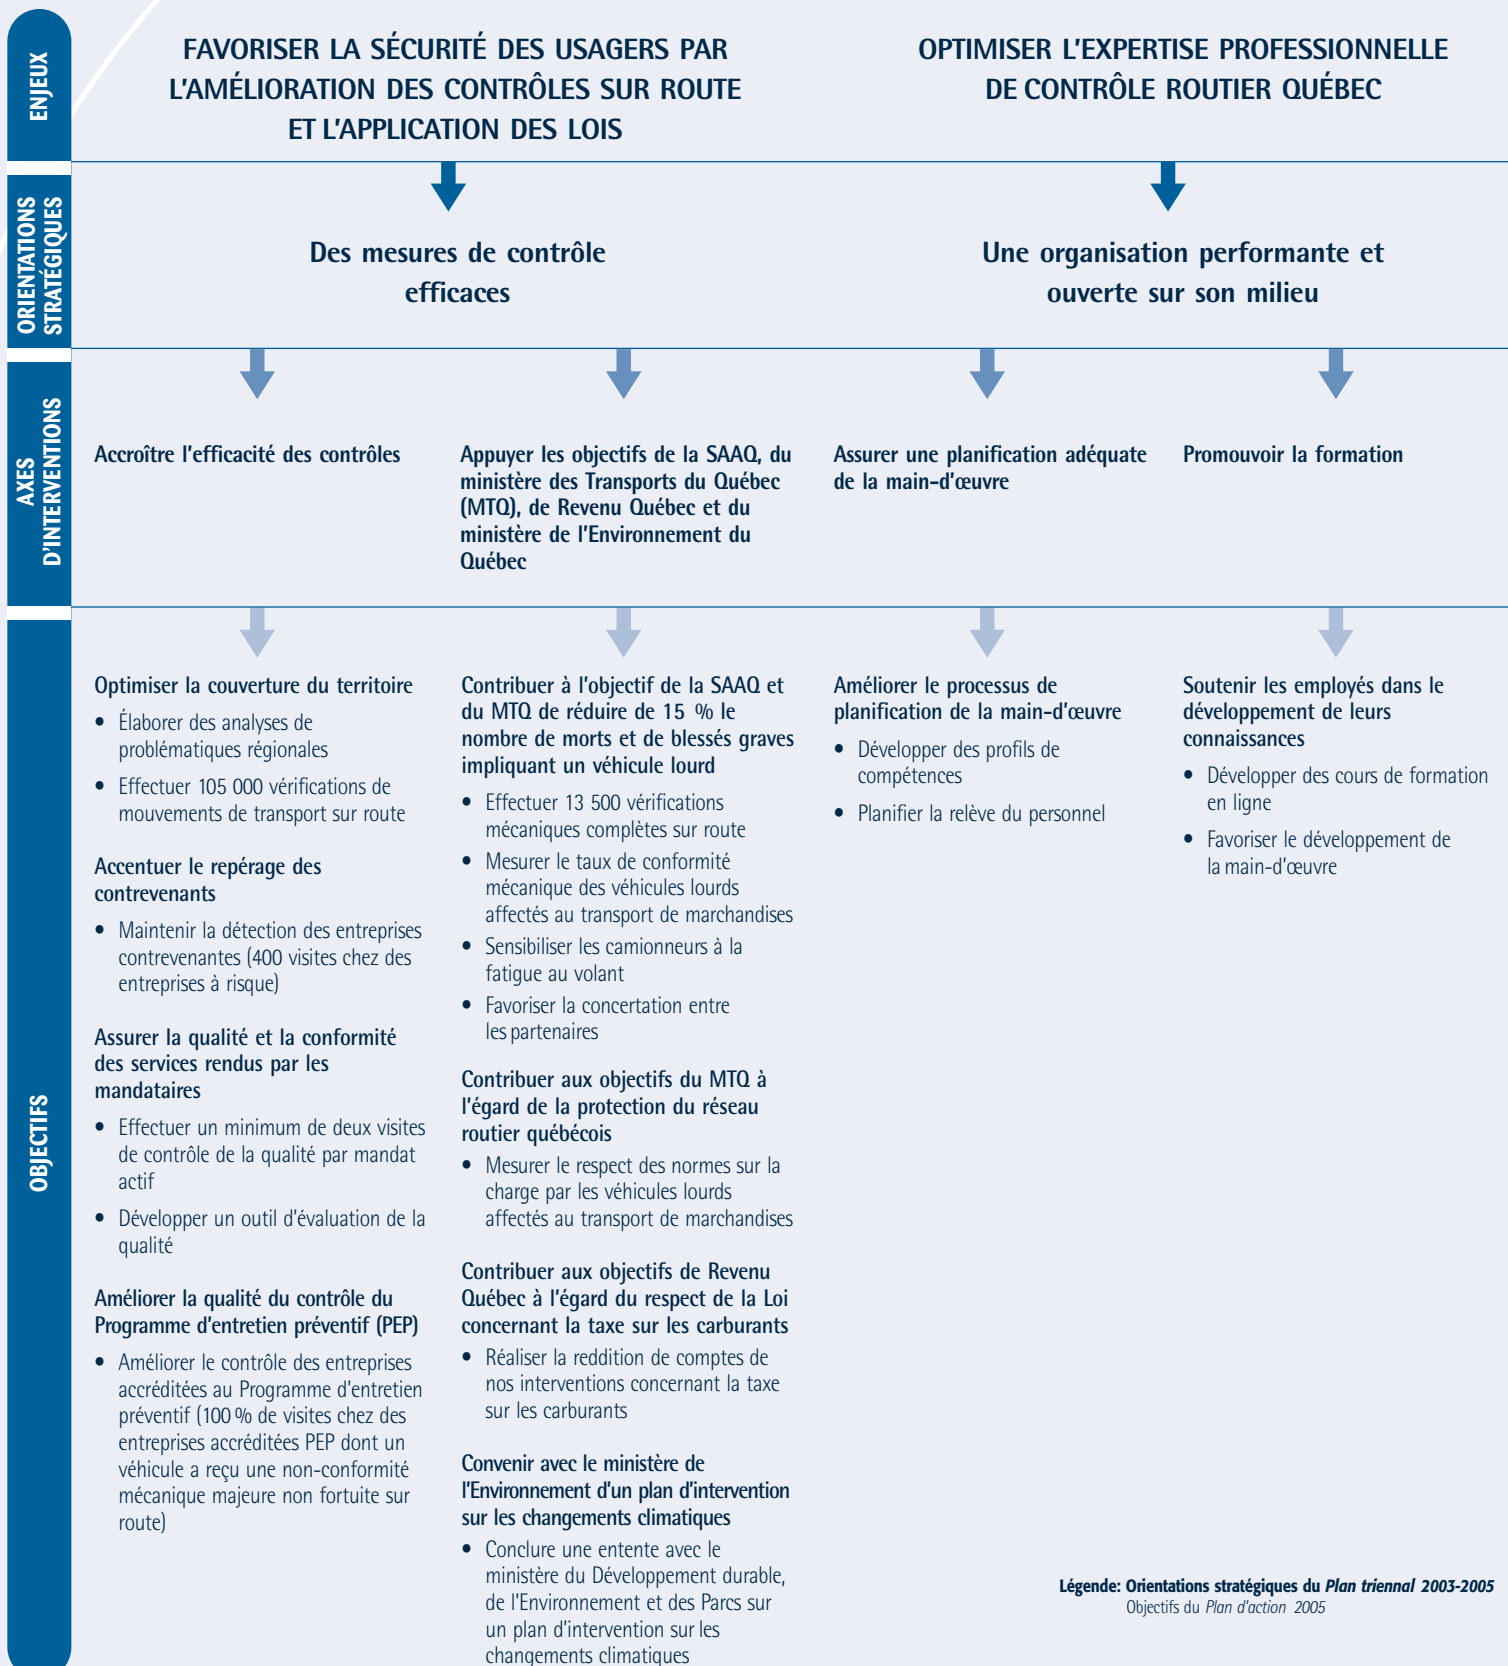 ENJEUX
FAVORISER LA SÉCURITÉ DES USAGERS PAR
L'AMÉLIORATION DES CONTRÔLES SUR ROUTE
ET L'APPLICATION DES LOIS
OPTIMISER L'EXPERTISE PROFESSIONNELLE
DE CONTRÔLE ROUTIER QUÉBEC
ORIENTATIONS
STRATÉGIQUES
Des mesures de contrôle
efficaces
Une organisation performante et
ouverte sur son milieu
AXES
D'INTERVENTIONS
Accroître l'efficacité des contrôles
Appuyer les objectifs de la SAAQ, du
ministère des Transports du Québec
(MTQ), de Revenu Québec et du
ministère de l'Environnement du
Québec
Assurer une planification adéquate
de la main-d'œuvre
Promouvoir la formation
OBJECTIFS
Optimiser la couverture du territoire
• Élaborer des analyses de
problématiques régionales
• Effectuer 105 000 vérifications de
mouvements de transport sur route
Accentuer le repérage des
contrevenants
• Maintenir la détection des entreprises
contrevenantes (400 visites chez des
entreprises à risque)
Assurer la qualité et la conformité
des services rendus par les
mandataires
• Effectuer un minimum de deux visites
de contrôle de la qualité par mandat
actif
• Développer un outil d'évaluation de la
qualité
Améliorer la qualité du contrôle du
Programme d'entretien préventif (PEP)
• Améliorer le contrôle des entreprises
accréditées au Programme d'entretien
préventif (100 % de visites chez des
entreprises accréditées PEP dont un
véhicule a reçu une non-conformité
mécanique majeure non fortuite sur
route)
Contribuer à l'objectif de la SAAQ et
du MTQ de réduire de 15 % le
nombre de morts et de blessés graves
impliquant un véhicule lourd
• Effectuer 13 500 vérifications
mécaniques complètes sur route
• Mesurer le taux de conformité
mécanique des véhicules lourds
affectés au transport de marchandises
• Sensibiliser les camionneurs à la
fatigue au volant
• Favoriser la concertation entre
les partenaires
Contribuer aux objectifs du MTQ à
l'égard de la protection du réseau
routier québécois
• Mesurer le respect des normes sur la
charge par les véhicules lourds
affectés au transport de marchandises
Contribuer aux objectifs de Revenu
Québec à l'égard du respect de la Loi
concernant la taxe sur les carburants
• Réaliser la reddition de comptes de
nos interventions concernant la taxe
sur les carburants
Convenir avec le ministère de
l'Environnement d'un plan d'intervention
sur les changements climatiques
• Conclure une entente avec le
ministère du Développement durable,
de l'Environnement et des Parcs sur
un plan d'intervention sur les
changements climatiques
Améliorer le processus de
planification de la main-d'œuvre
• Développer des profils de
compétences
• Planifier la relève du personnel
Soutenir les employés dans le
développement de leurs
connaissances
• Développer des cours de formation
en ligne
• Favoriser le développement de
la main-d'œuvre
Légende: Orientations stratégiques du Plan triennal 2003-2005
Objectifs du Plan d'action 2005